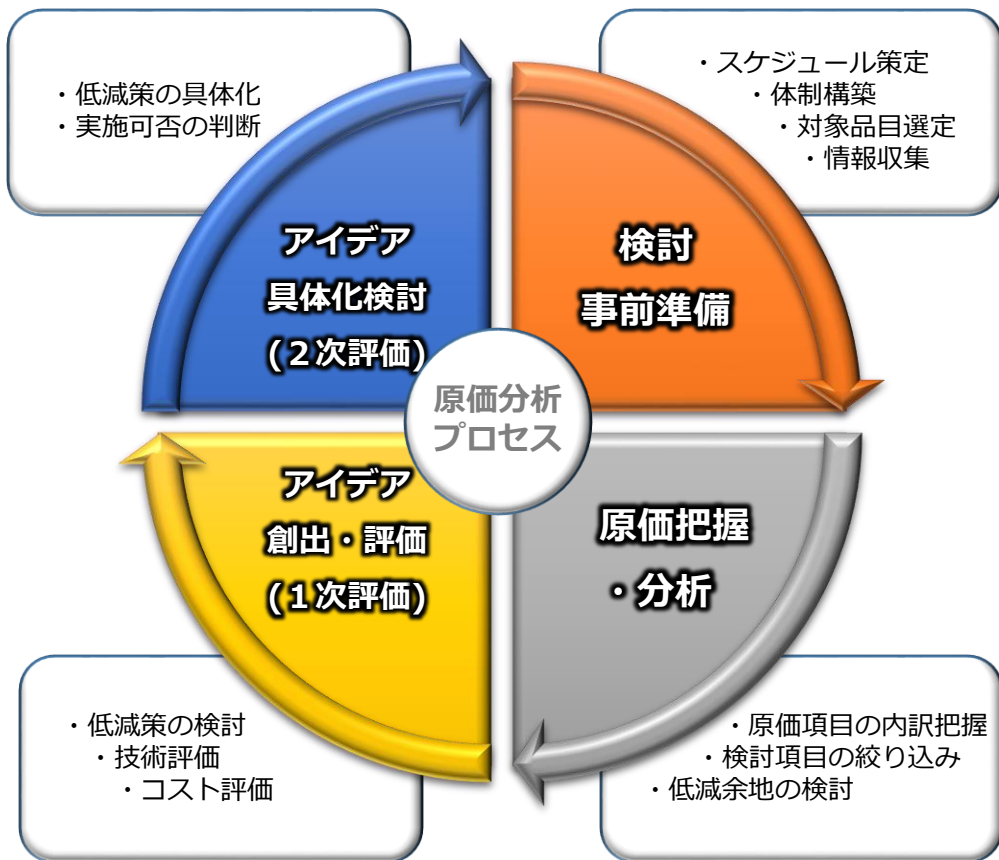 ・低減策の具体化
・実施可否の判断
・スケジュール策定
・体制構築
・対象品目選定
・情報収集
アイデア
具体化検討
(２次評価)
検討
事前準備
原価分析
プロセス
アイデア
創出・評価
(１次評価)
原価把握
・分析
・低減策の検討
・技術評価
・コスト評価
・原価項目の内訳把握
・検討項目の絞り込み
・低減余地の検討